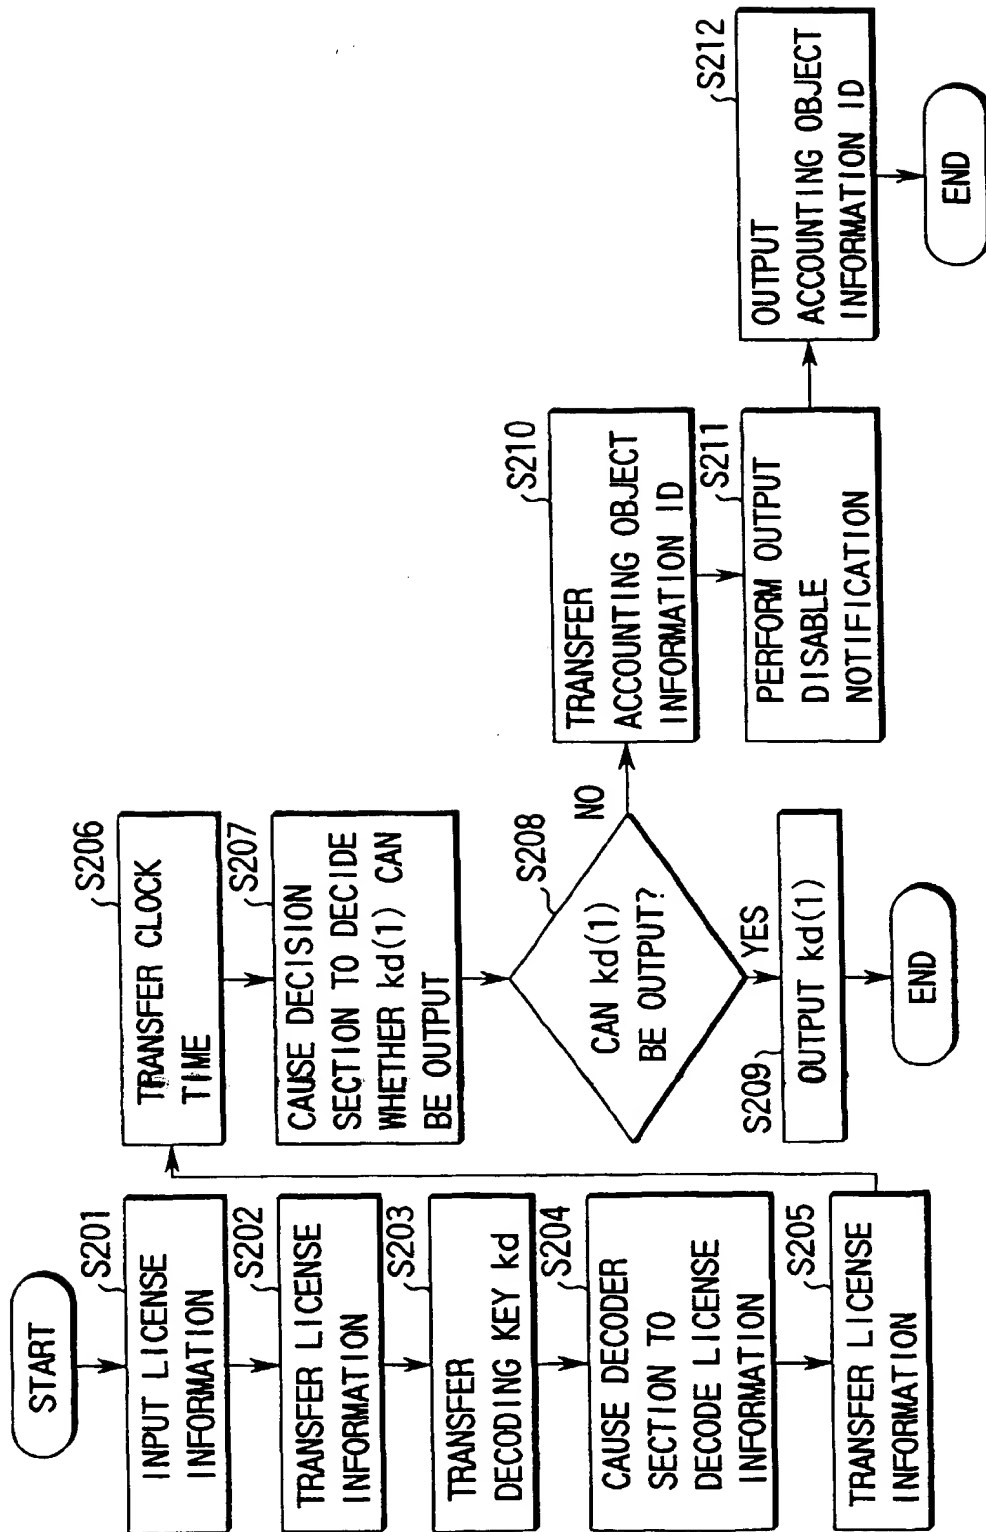 START
S201
INPUT LICENSE
INFORMATION
S202
TRANSFER LICENSE
INFORMATION
S203
TRANSFER
DECODING KEY kd
S204
CAUSE DECODER
SECTION TO
DECODE LICENSE
INFORMATION
S205
TRANSFER LICENSE
INFORMATION
S206
TRANSFER CLOCK
TIME
S207
CAUSE DECISION
SECTION TO DECIDE
WHETHER kd(1) CAN
BE OUTPUT
S208
CAN kd(1)
BE OUTPUT?
NO
YES
S209
OUTPUT kd(1)
END
S210
TRANSFER
ACCOUNTING OBJECT
INFORMATION ID
S211
PERFORM OUTPUT
DISABLE
NOTIFICATION
S212
OUTPUT
ACCOUNTING OBJECT
INFORMATION ID
END